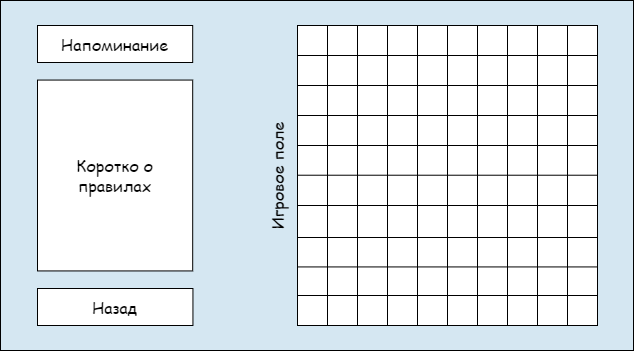 Напоминание
Коротко о
правилах
Назад
Игровое поле